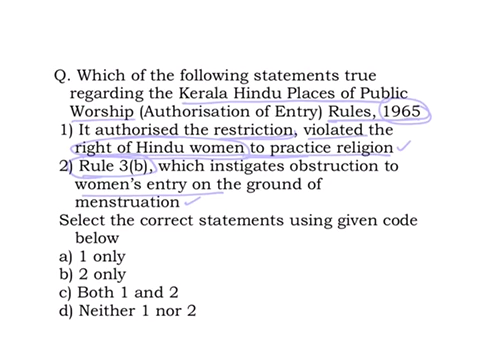 Q. Which of the following statements true
regarding the Kerala Hindu Places of Public
Worship (Authorisation of Entry) Rules, 1965
1) It authorised the restriction, violated the
right of Hindu women to practice religion
2) Rule 3(b), which instigates obstruction to
women's entry on the ground of
menstruation
Select the correct statements using given code
below
a) 1 only
b) 2 only
c) Both 1 and 2
d) Neither 1 nor 2